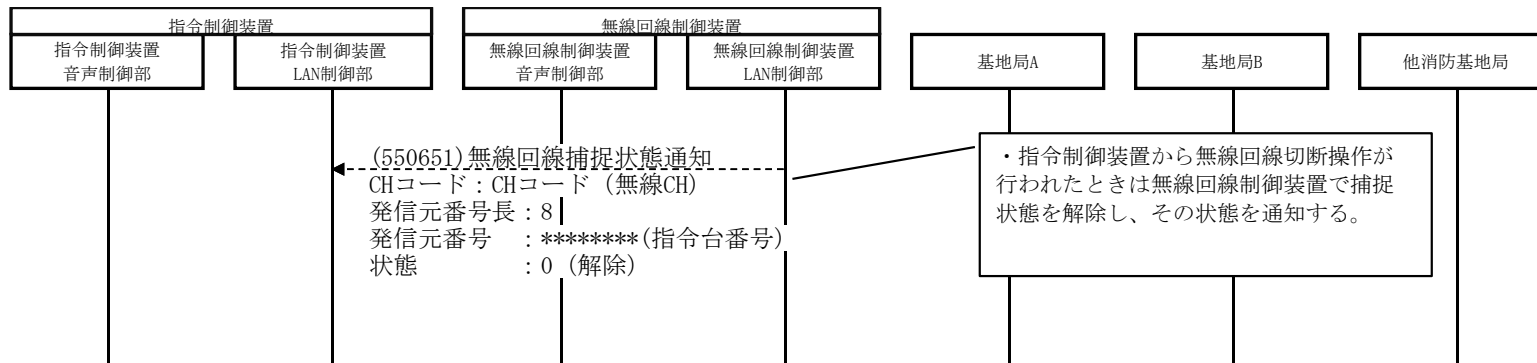 指令制御装置
無線回線制御装置
指令制御装置
音声制御部
指令制御装置
LAN制御部
無線回線制御装置
音声制御部
無線回線制御装置
LAN制御部
基地局A
基地局B
他消防基地局
(550651)無線回線捕捉状態通知
CHコード：CHコード (無線CH)
発信元番号長：8
発信元番号　：********(指令台番号)
状態　　　　：0 (解除)
・指令制御装置から無線回線切断操作が
行われたときは無線回線制御装置で捕捉
状態を解除し、その状態を通知する。